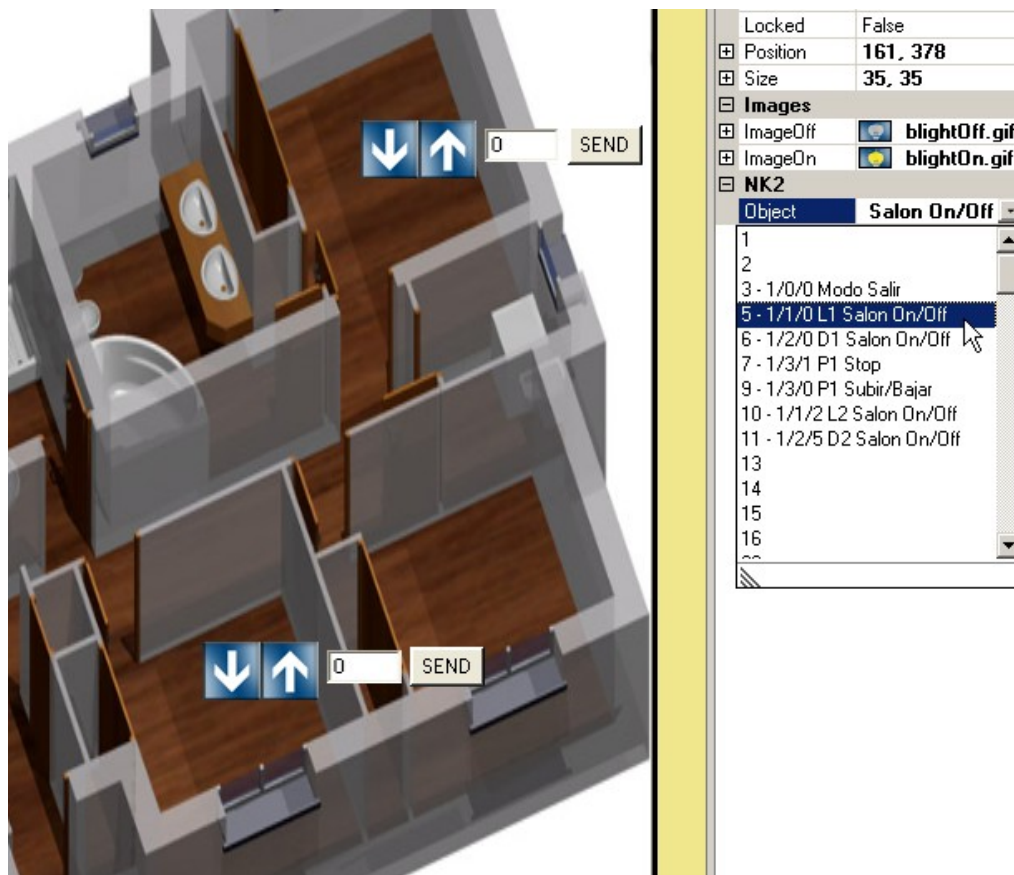 0 SEND
0 SEND
Locked False
Position 161, 378
Size 35, 35
Images
ImageOff blightOff.gif
ImageOn blightOn.gif
NK2
Object Salon On/Off
1
2
3 - 1/0/0 Modo Salir
5 - 1/1/0 L1 Salon On/Off
6 - 1/2/0 D1 Salon On/Off
7 - 1/3/1 P1 Stop
9 - 1/3/0 P1 Subir/Bajar
10 - 1/1/2 L2 Salon On/Off
11 - 1/2/5 D2 Salon On/Off
13
14
15
16